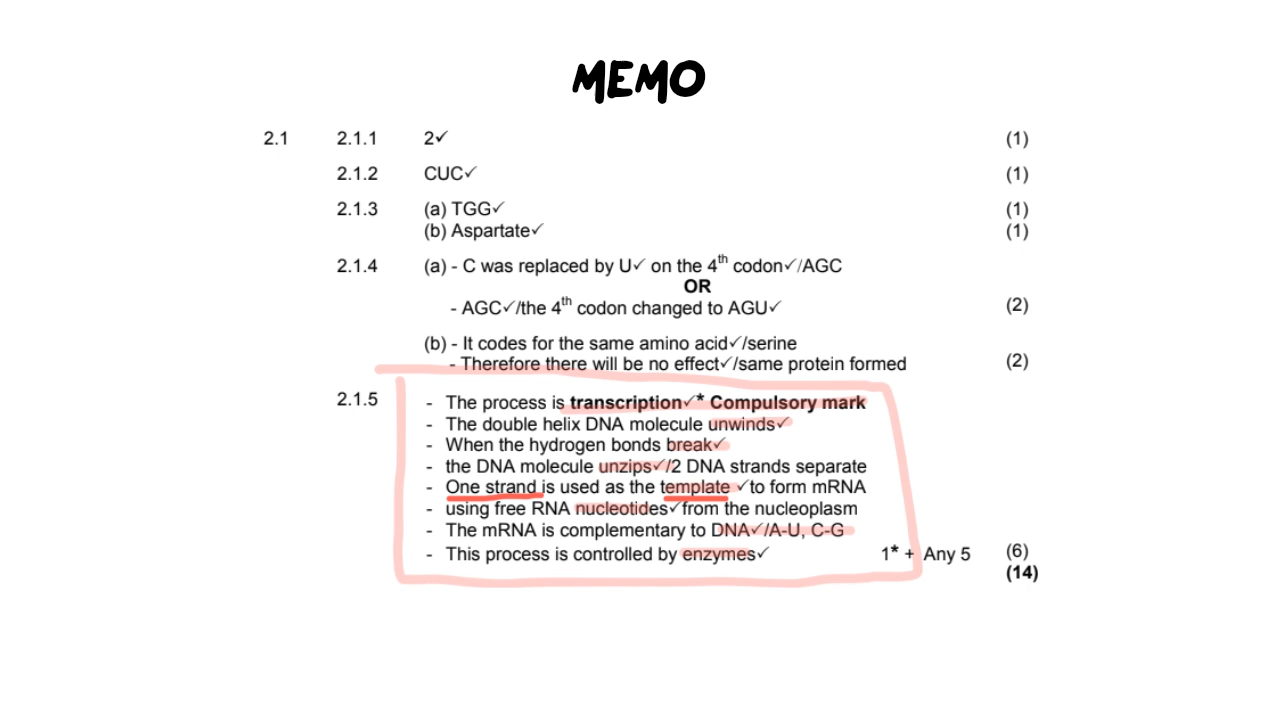 MEMO
2.1 2.1.1 2✓ (1)
2.1.2 CUC✓ (1)
2.1.3 (a) TGG✓ (1)
(b) Aspartate✓ (1)
2.1.4 (a) - C was replaced by U✓ on the 4th codon✓/AGC
OR
- AGC✓/the 4th codon changed to AGU✓ (2)
(b) - It codes for the same amino acid✓/serine
- Therefore there will be no effect✓/same protein formed (2)
2.1.5 - The process is transcription✓* Compulsory mark
- The double helix DNA molecule unwinds✓
- When the hydrogen bonds break✓
- the DNA molecule unzips✓/2 DNA strands separate
- One strand is used as the template ✓to form mRNA
- using free RNA nucleotides✓from the nucleoplasm
- The mRNA is complementary to DNA✓/A-U, C-G
- This process is controlled by enzymes✓ 1* + Any 5 (6)
(14)